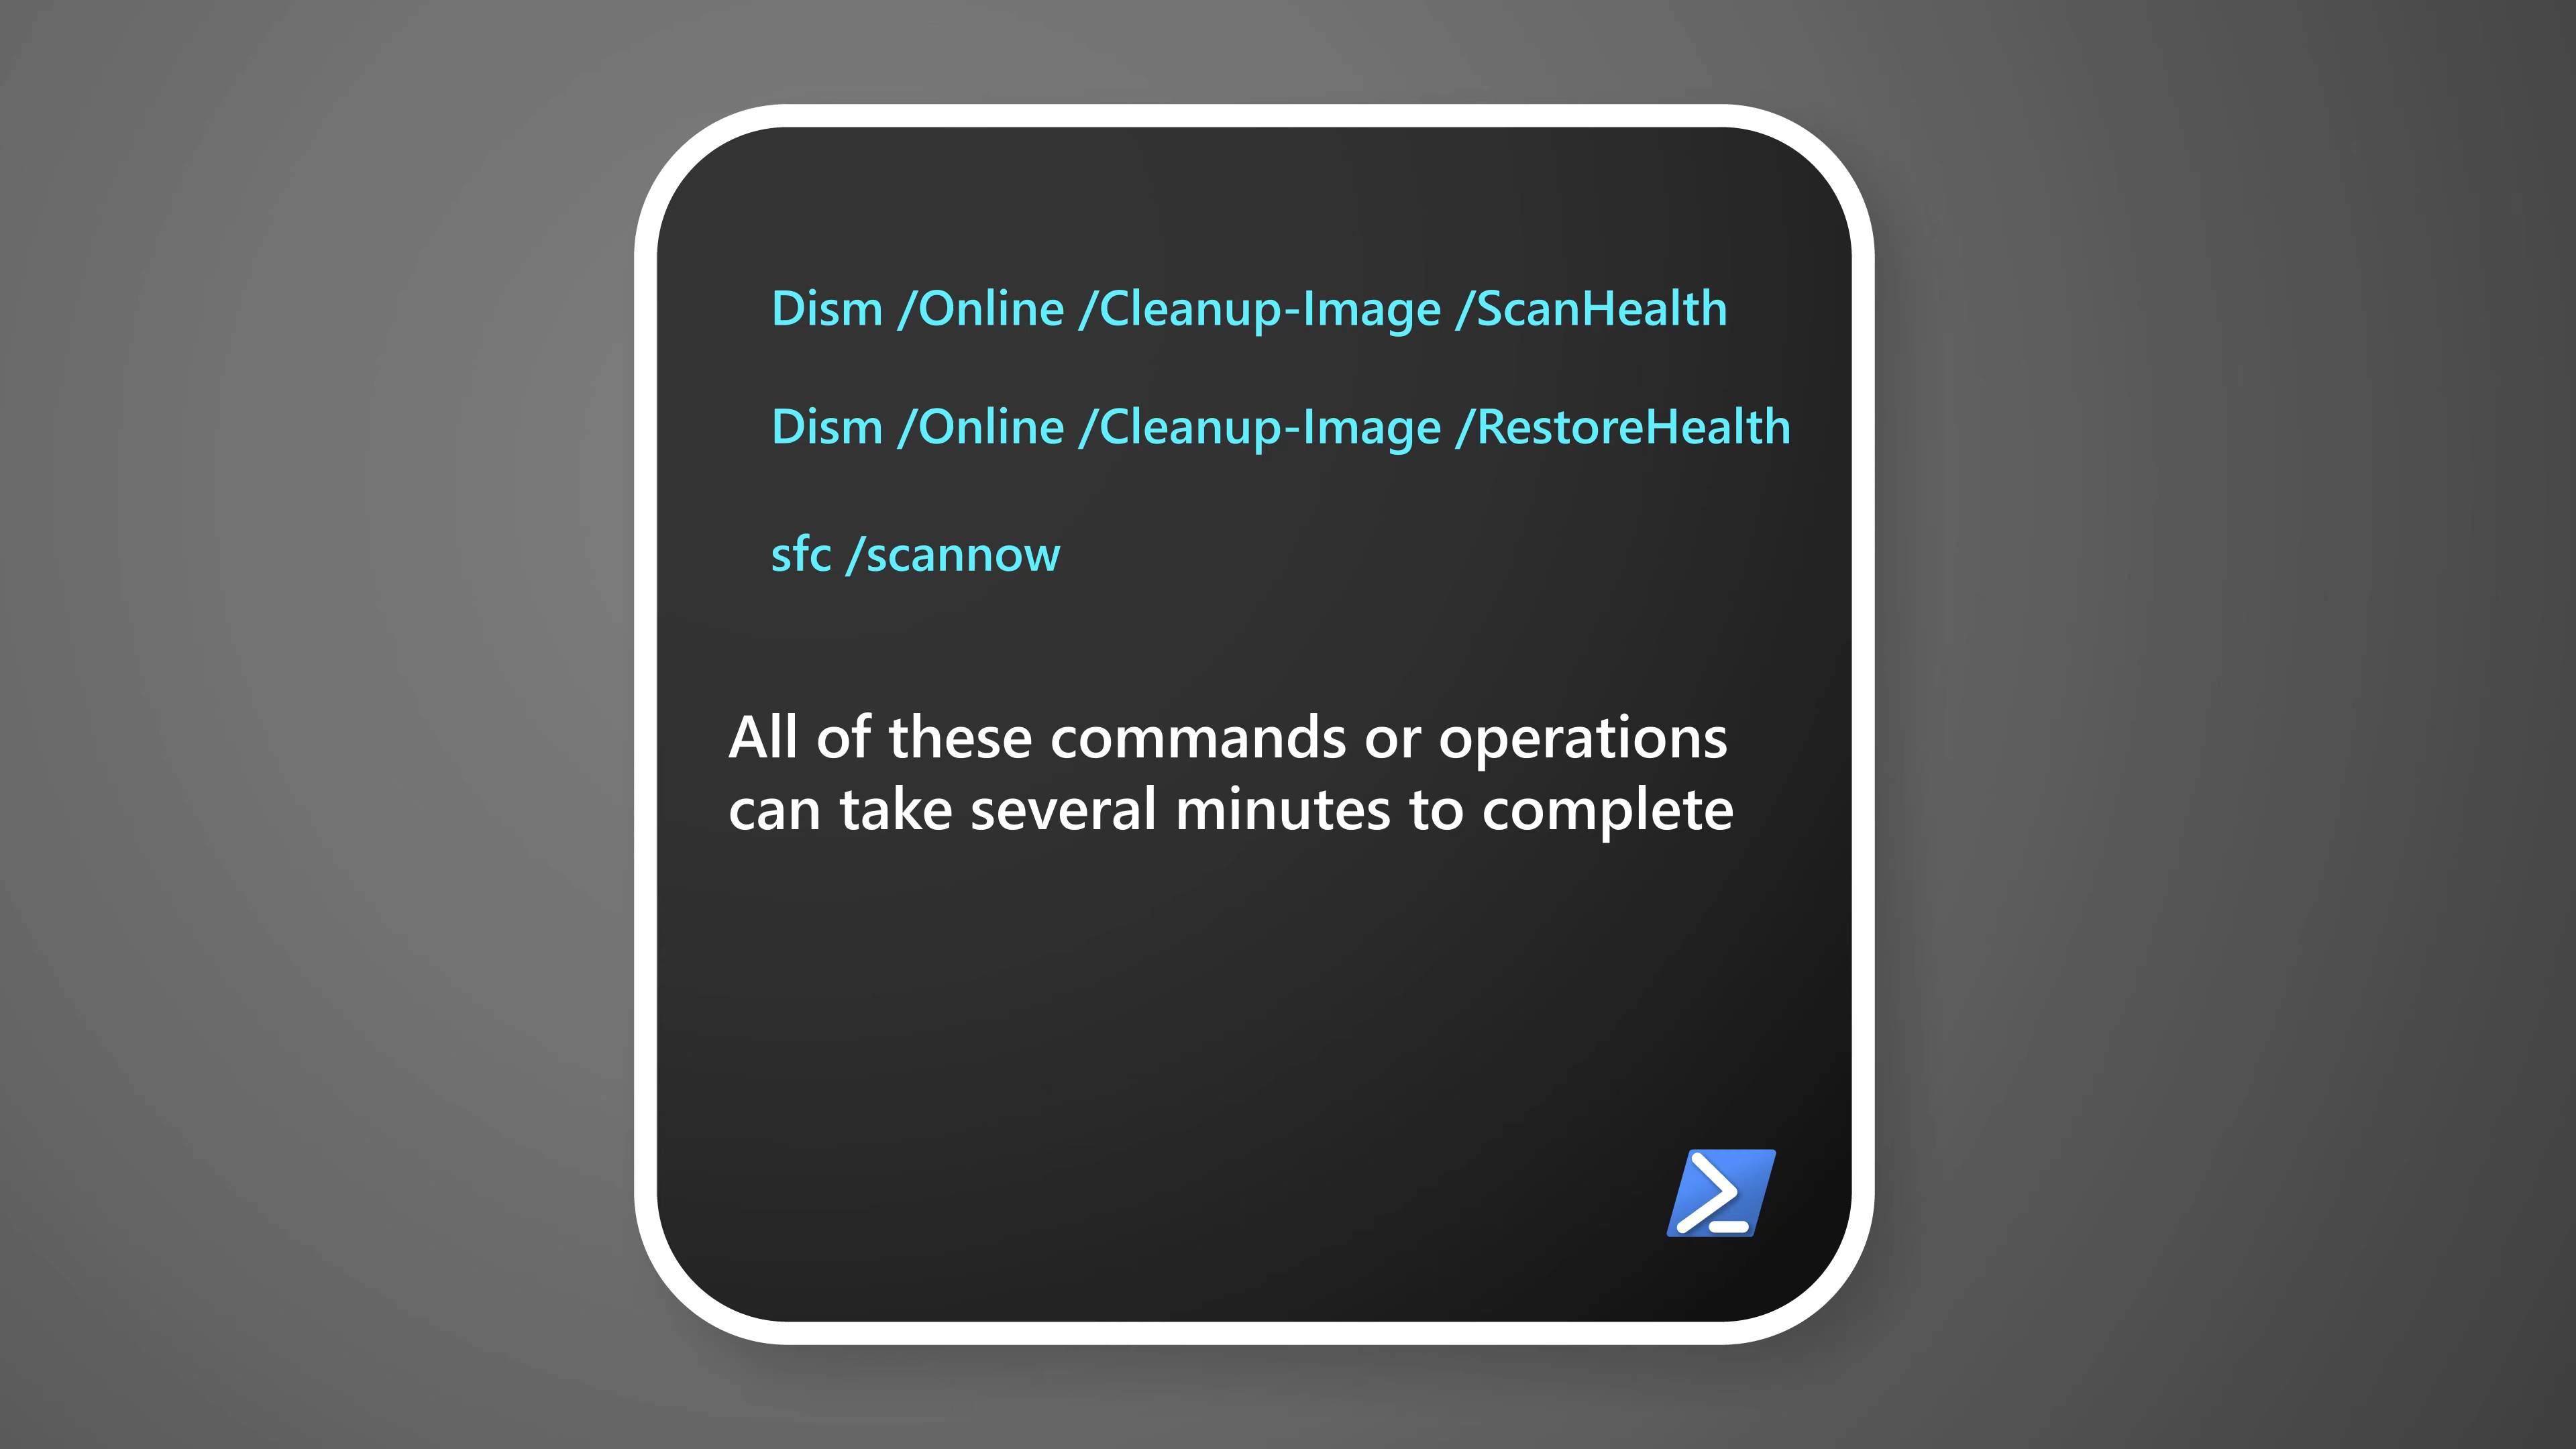 Dism /Online /Cleanup-Image /ScanHealth
Dism /Online /Cleanup-Image /RestoreHealth
sfc /scannow
All of these commands or operations
can take several minutes to complete